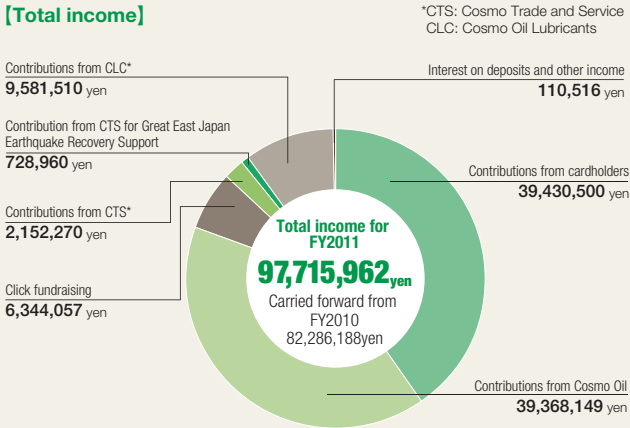 【Total income】
*CTS: Cosmo Trade and Service
CLC: Cosmo Oil Lubricants
Contributions from CLC*
9,581,510 yen
Contribution from CTS for Great East Japan
Earthquake Recovery Support
728,960 yen
Contributions from CTS*
2,152,270 yen
Click fundraising
6,344,057 yen
Interest on deposits and other income
110,516 yen
Contributions from cardholders
39,430,500 yen
Contributions from Cosmo Oil
39,368,149 yen
Total income for
FY2011
97,715,962yen
Carried forward from
FY2010
82,286,188yen